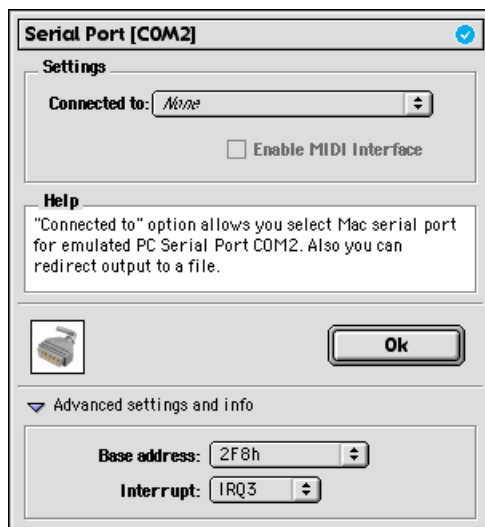 Serial Port [COM2]
Settings
Connected to: None
Enable MIDI Interface
Help
"Connected to" option allows you select Mac serial port
for emulated PC Serial Port COM2. Also you can
redirect output to a file.
Ok
Advanced settings and info
Base address: 2F8h
Interrupt: IRQ3